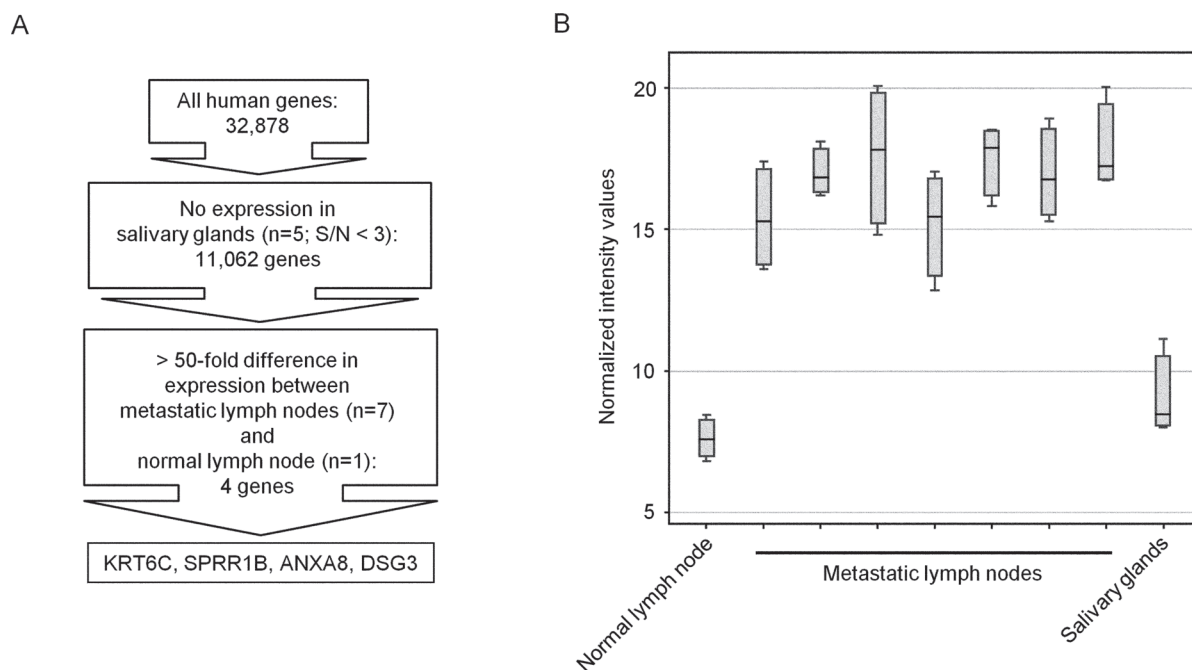 A
All human genes:
32,878
No expression in
salivary glands (n=5; S/N < 3):
11,062 genes
> 50-fold difference in
expression between
metastatic lymph nodes (n=7)
and
normal lymph node (n=1):
4 genes
KRT6C, SPRR1B, ANXA8, DSG3
B
Normalized intensity values
20
15
10
5
Normal lymph node
Metastatic lymph nodes
Salivary glands